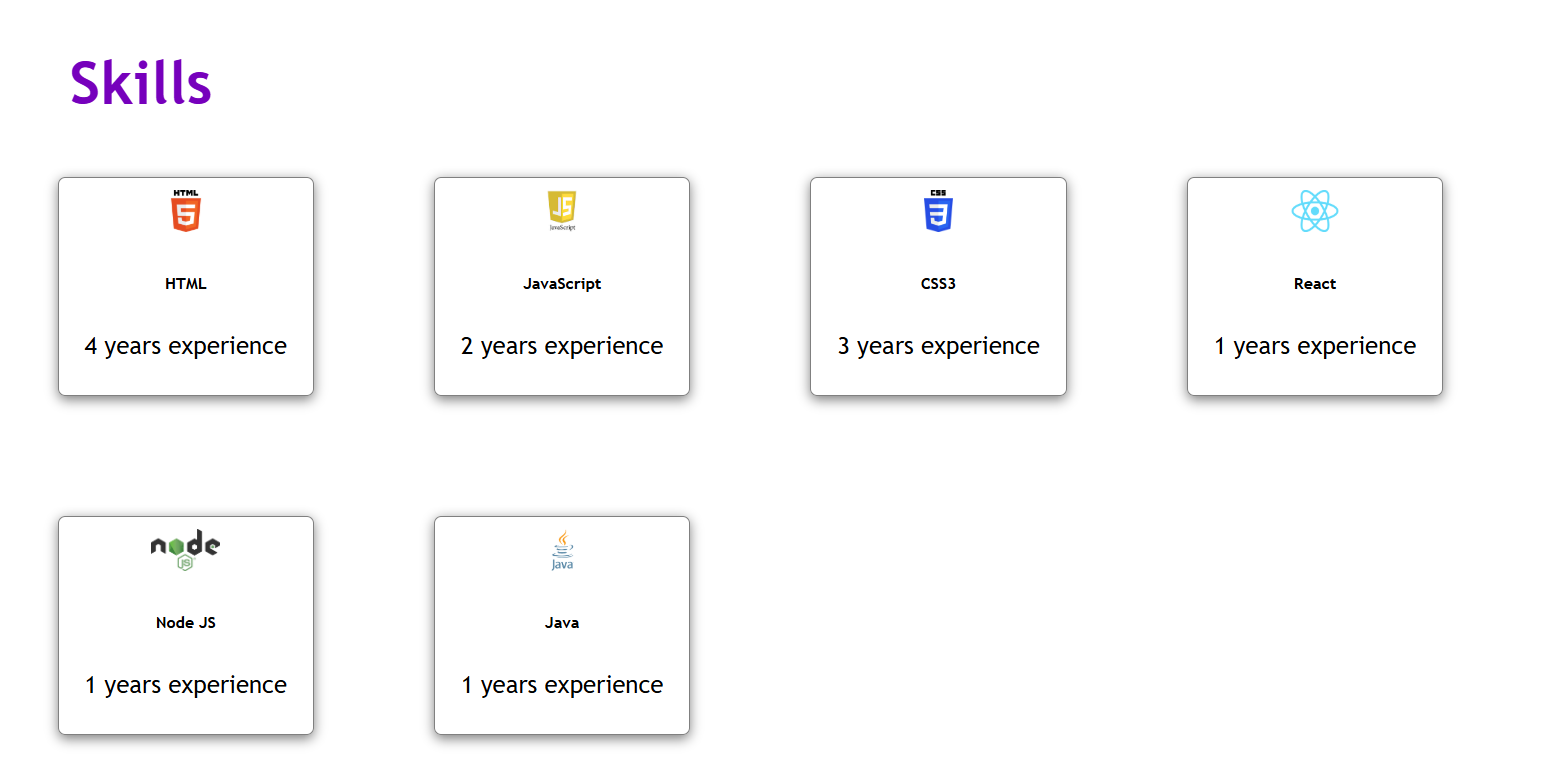 Skills
HTML
5
HTML
4 years experience
JS
JavaScript
JavaScript
2 years experience
CSS
3
CSS3
3 years experience
React
1 years experience
node
JS
Node JS
1 years experience
Java
Java
1 years experience